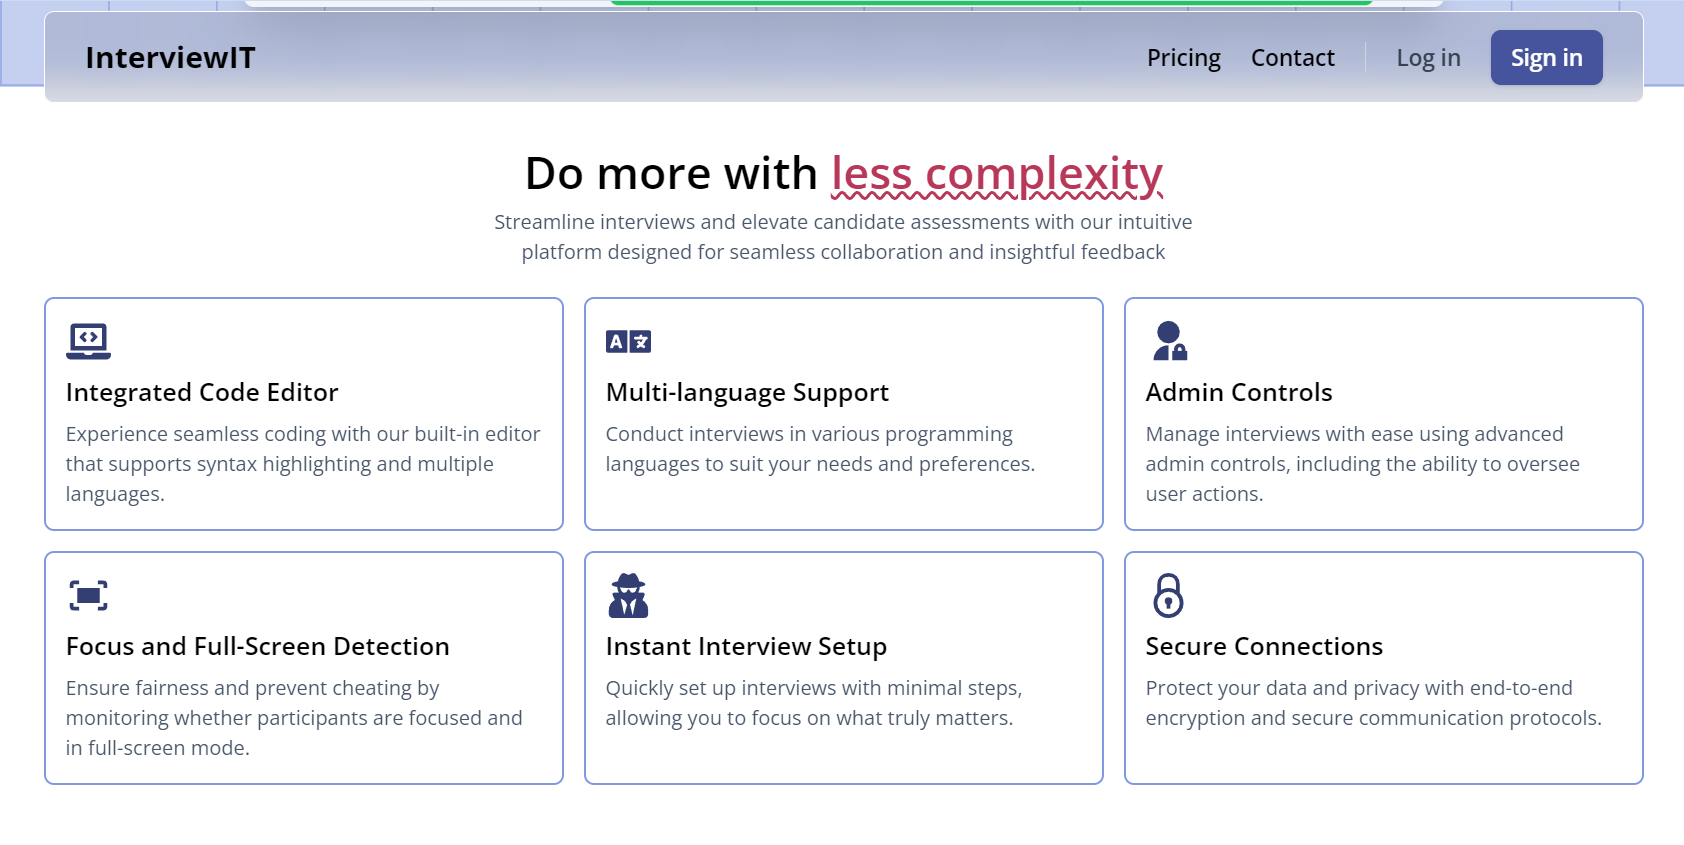 InterviewIT
Pricing
Contact
Log in
Sign in
Do more with less complexity
Streamline interviews and elevate candidate assessments with our intuitive
platform designed for seamless collaboration and insightful feedback
Integrated Code Editor
Experience seamless coding with our built-in editor
that supports syntax highlighting and multiple
languages.
A 文
Multi-language Support
Conduct interviews in various programming
languages to suit your needs and preferences.
Admin Controls
Manage interviews with ease using advanced
admin controls, including the ability to oversee
user actions.
Focus and Full-Screen Detection
Ensure fairness and prevent cheating by
monitoring whether participants are focused and
in full-screen mode.
Instant Interview Setup
Quickly set up interviews with minimal steps,
allowing you to focus on what truly matters.
Secure Connections
Protect your data and privacy with end-to-end
encryption and secure communication protocols.